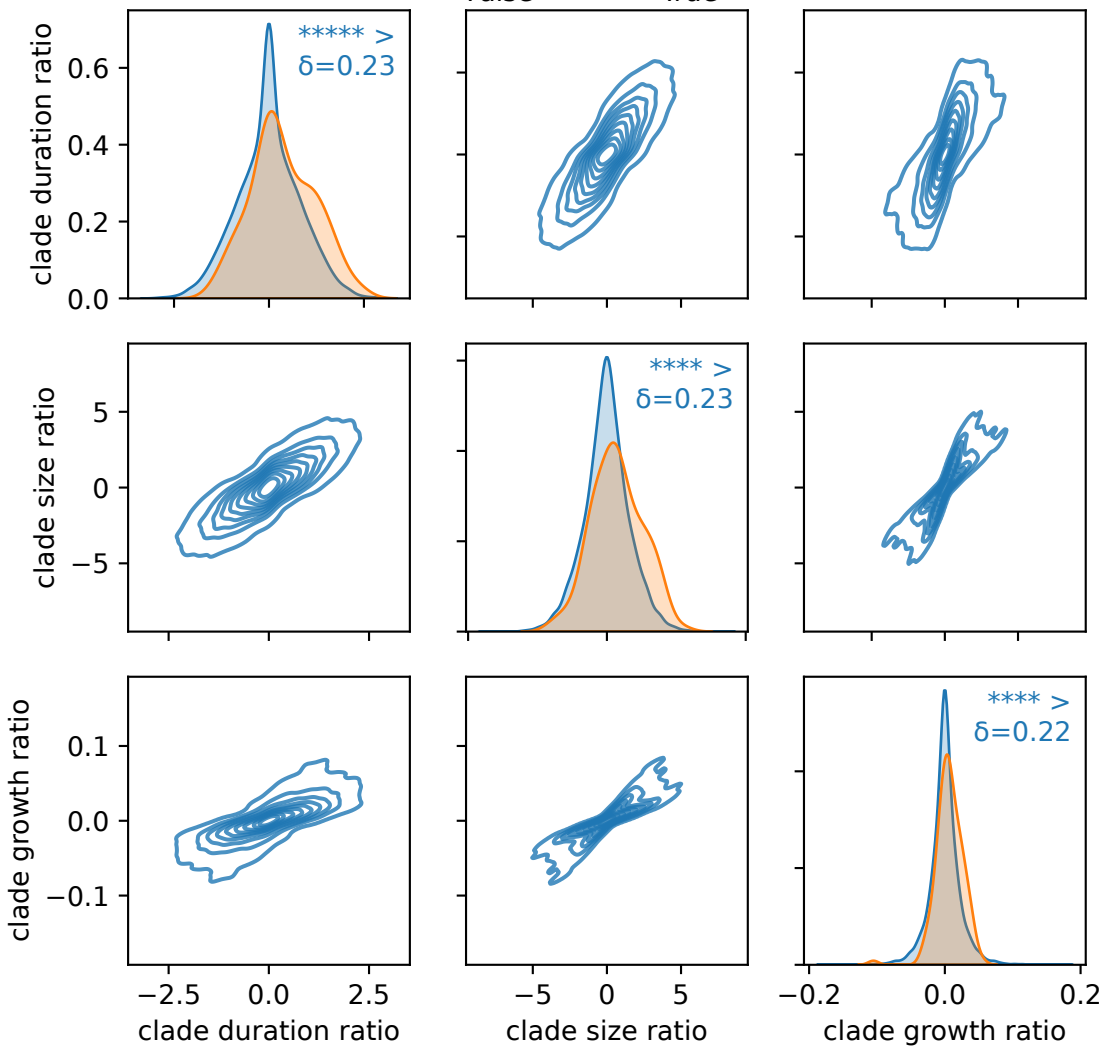 ***** >
δ=0.23
clade duration ratio
0.6
0.4
0.2
0.0
**** >
δ=0.23
clade size ratio
5
0
−5
**** >
δ=0.22
clade growth ratio
0.1
0.0
−0.1
−2.5 0.0 2.5 −5 0 5 −0.2 0.0 0.2
clade duration ratio clade size ratio clade growth ratio